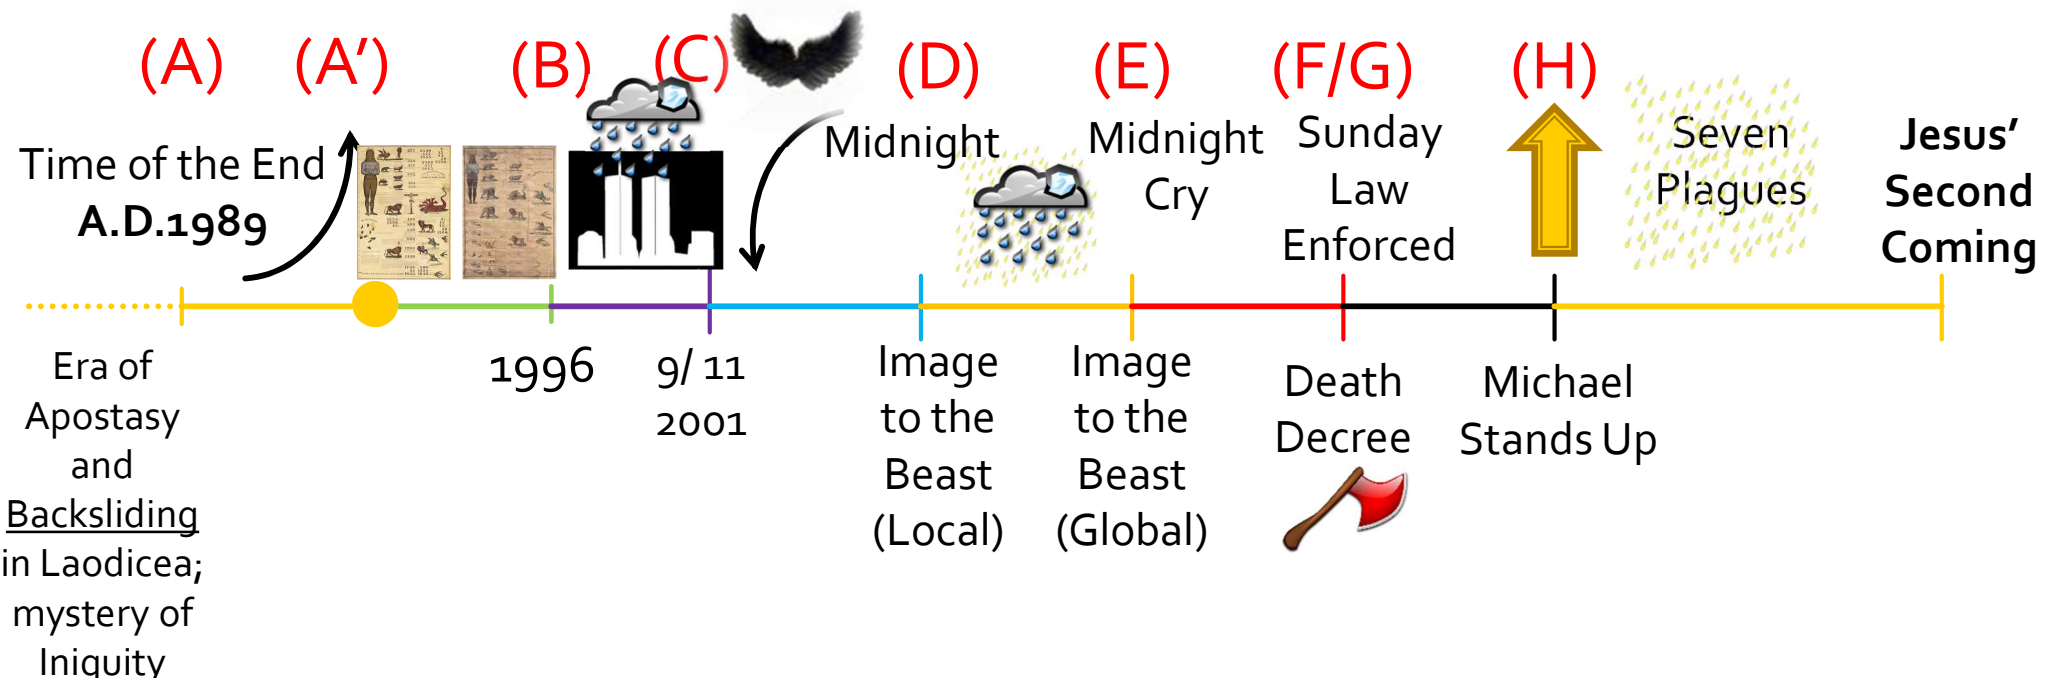 (A)
(A')
(B)
(C)
(D)
(E)
(F/G)
(H)
Time of the End
A.D.1989
Midnight
Midnight
Cry
Sunday
Law
Enforced
Seven
Plagues
Jesus'
Second
Coming
Era of
Apostasy
and
Backsliding
in Laodicea;
mystery of
Iniquity
1996
9/ 11
2001
Image
to the
Beast
(Local)
Image
to the
Beast
(Global)
Death
Decree
Michael
Stands Up